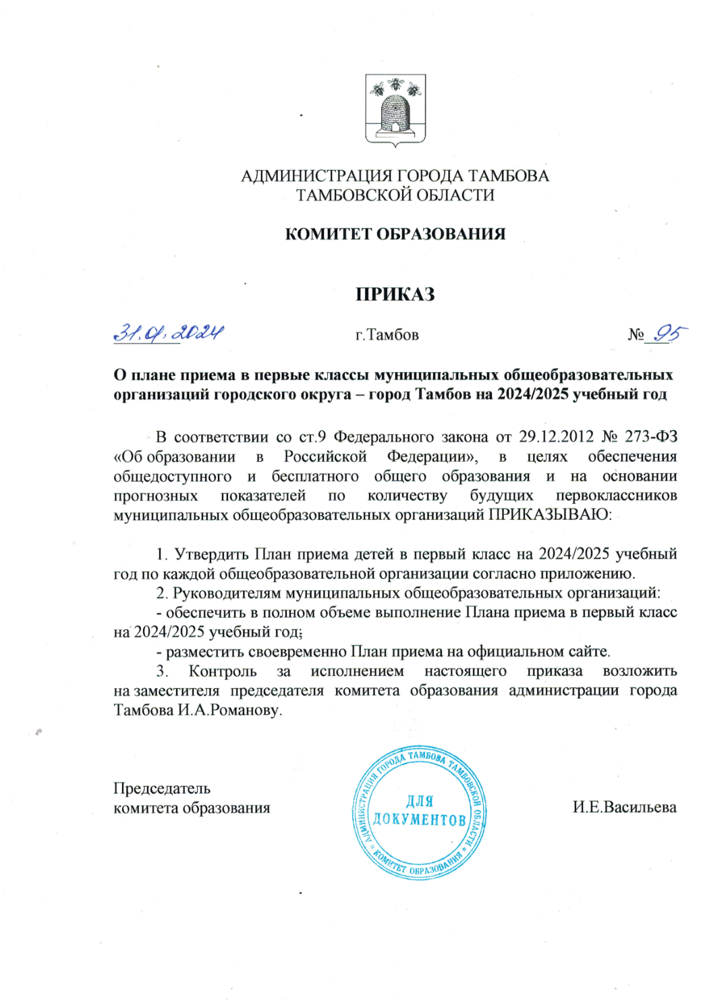 АДМИНИСТРАЦИЯ ГОРОДА ТАМБОВА
ТАМБОВСКОЙ ОБЛАСТИ
КОМИТЕТ ОБРАЗОВАНИЯ
ПРИКАЗ
31.01.2024 г.Тамбов № 95
О плане приема в первые классы муниципальных общеобразовательных
организаций городского округа – город Тамбов на 2024/2025 учебный год
В соответствии со ст.9 Федерального закона от 29.12.2012 № 273-ФЗ
«Об образовании в Российской Федерации», в целях обеспечения
общедоступного и бесплатного общего образования и на основании
прогнозных показателей по количеству будущих первоклассников
муниципальных общеобразовательных организаций ПРИКАЗЫВАЮ:
1. Утвердить План приема детей в первый класс на 2024/2025 учебный
год по каждой общеобразовательной организации согласно приложению.
2. Руководителям муниципальных общеобразовательных организаций:
- обеспечить в полном объеме выполнение Плана приема в первый класс
на 2024/2025 учебный год;
- разместить своевременно План приема на официальном сайте.
3. Контроль за исполнением настоящего приказа возложить
на заместителя председателя комитета образования администрации города
Тамбова И.А.Романову.
Председатель
комитета образования И.Е.Васильева
АДМИНИСТРАЦИЯ ГОРОДА ТАМБОВА ТАМБОВСКОЙ ОБЛАСТИ * КОМИТЕТ ОБРАЗОВАНИЯ *
ДЛЯ
ДОКУМЕНТОВ